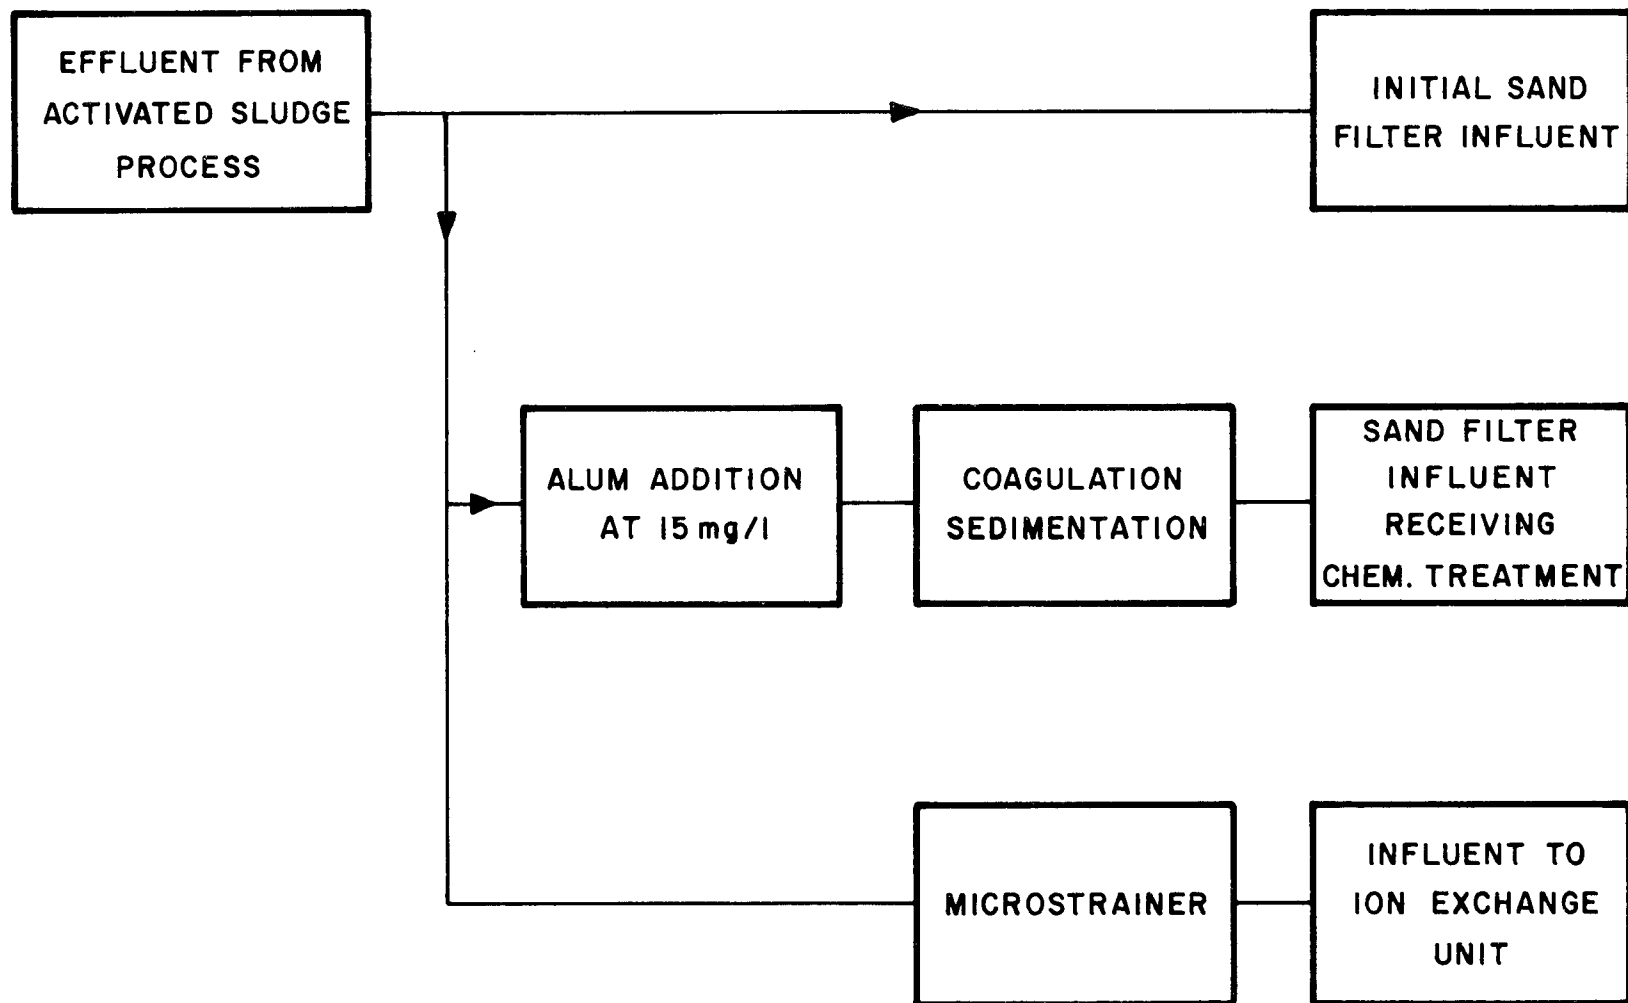 EFFLUENT FROM
ACTIVATED SLUDGE
PROCESS
INITIAL SAND
FILTER INFLUENT
ALUM ADDITION
AT 15 mg/l
COAGULATION
SEDIMENTATION
SAND FILTER
INFLUENT
RECEIVING
CHEM. TREATMENT
MICROSTRAINER
INFLUENT TO
ION EXCHANGE
UNIT